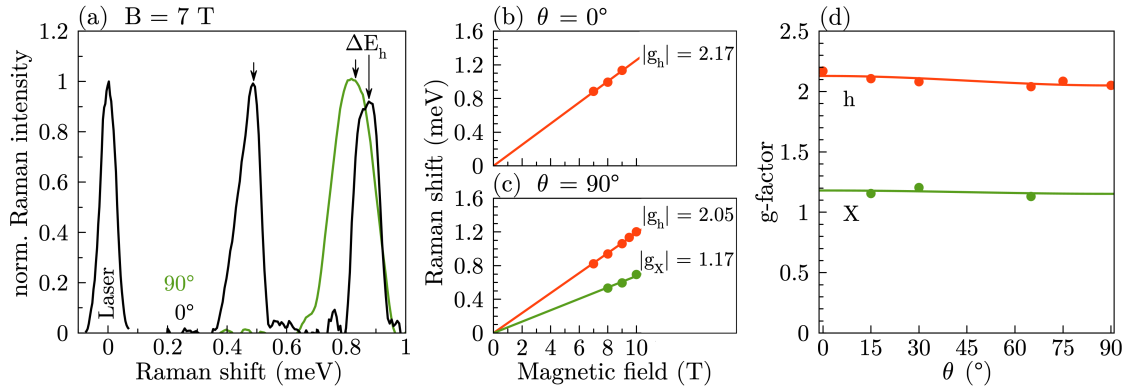 (a) B = 7 T
norm. Raman intensity
1.2
1
0.8
0.6
0.4
0.2
0
ΔE_h
Laser
90°
0°
0 0.2 0.4 0.6 0.8 1
Raman shift (meV)
(b) θ = 0°
Raman shift (meV)
1.6
1.2
0.8
0.4
0
|g_h| = 2.17
(c) θ = 90°
1.6
1.2
0.8
0.4
0
|g_h| = 2.05
|g_X| = 1.17
0 2 4 6 8 10
Magnetic field (T)
(d)
g-factor
2.5
2
1.5
1
0.5
0
h
X
0 15 30 45 60 75 90
θ (°)